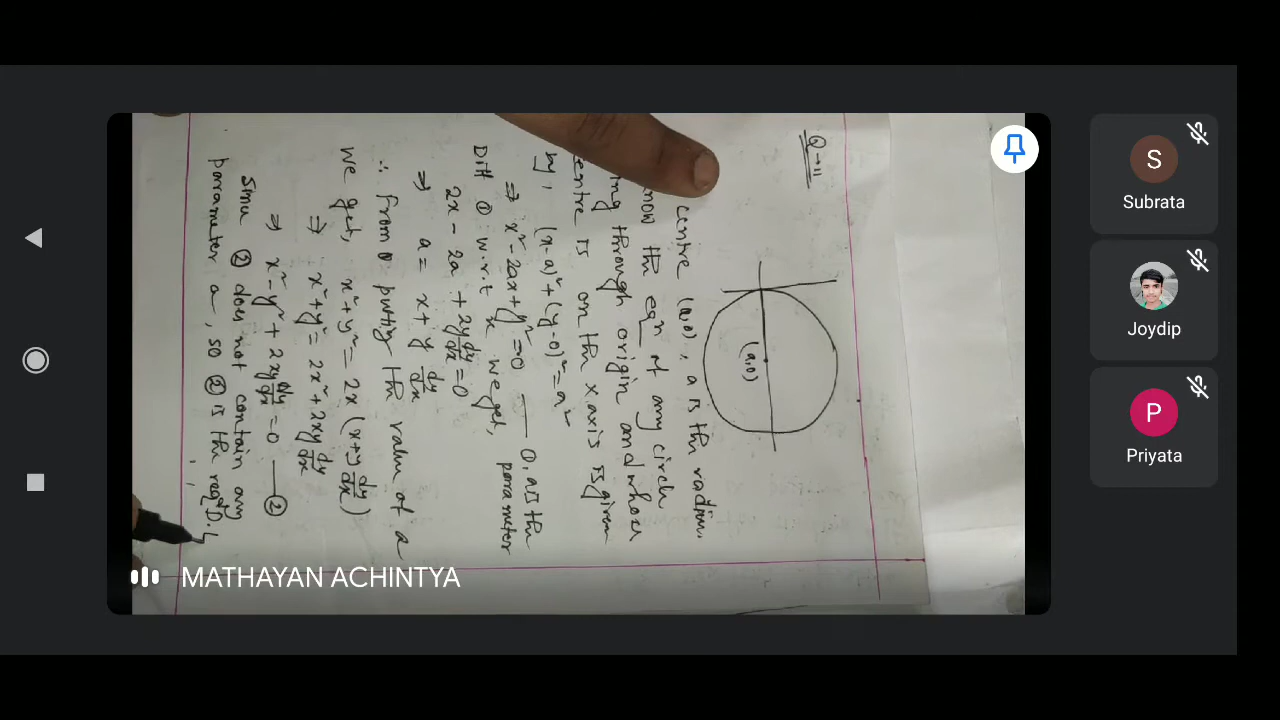 Q→11
(a,0)
centre (a,0), a is the radius.
know the eqn of any circle
ing through origin and whose
centre is on the x axis is given
by, (x-a)²+(y-0)²=a²
⇒ x²-2ax+y²=0 —— ①, a is the parameter
Diff ① w.r.t x we get,
2x - 2a + 2y dy/dx = 0
⇒ a = x + y dy/dx
∴ from ① putting the value of a
we get, x²+y² = 2x (x+y dy/dx)
⇒ x²+y² = 2x²+2xy dy/dx
⇒ x²-y²+2xy dy/dx = 0 —— ②
Since ② does not contain any
parameter a, so ② is the reqd D.
MATHAYAN ACHINTYA
S
Subrata
Joydip
P
Priyata